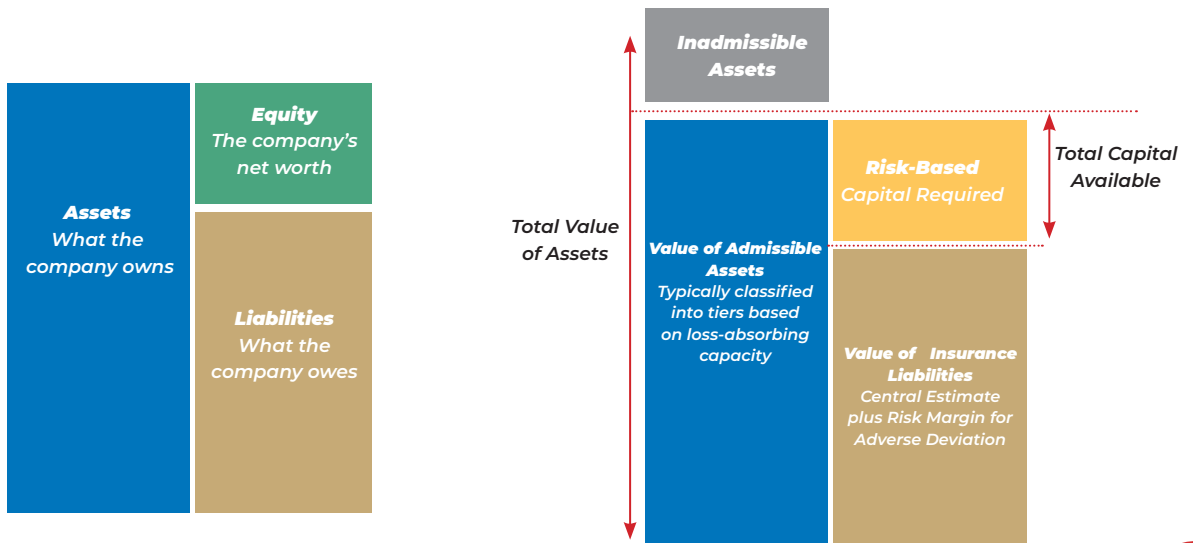 Assets
What the
company owns
Equity
The company's
net worth
Liabilities
What the
company owes
Total Value
of Assets
Inadmissible
Assets
Value of Admissible
Assets
Typically classified
into tiers based
on loss-absorbing
capacity
Risk-Based
Capital Required
Value of Insurance
Liabilities
Central Estimate
plus Risk Margin for
Adverse Deviation
Total Capital
Available